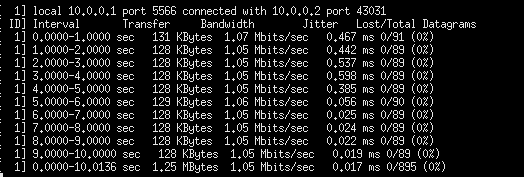 1] local 10.0.0.1 port 5566 connected with 10.0.0.2 port 43031
ID] Interval Transfer Bandwidth Jitter Lost/Total Datagrams
1] 0.0000-1.0000 sec 131 KBytes 1.07 Mbits/sec 0.467 ms 0/91 (0%)
1] 1.0000-2.0000 sec 128 KBytes 1.05 Mbits/sec 0.442 ms 0/89 (0%)
1] 2.0000-3.0000 sec 128 KBytes 1.05 Mbits/sec 0.537 ms 0/89 (0%)
1] 3.0000-4.0000 sec 128 KBytes 1.05 Mbits/sec 0.598 ms 0/89 (0%)
1] 4.0000-5.0000 sec 128 KBytes 1.05 Mbits/sec 0.385 ms 0/89 (0%)
1] 5.0000-6.0000 sec 129 KBytes 1.06 Mbits/sec 0.056 ms 0/90 (0%)
1] 6.0000-7.0000 sec 128 KBytes 1.05 Mbits/sec 0.025 ms 0/89 (0%)
1] 7.0000-8.0000 sec 128 KBytes 1.05 Mbits/sec 0.024 ms 0/89 (0%)
1] 8.0000-9.0000 sec 128 KBytes 1.05 Mbits/sec 0.022 ms 0/89 (0%)
1] 9.0000-10.0000 sec 128 KBytes 1.05 Mbits/sec 0.019 ms 0/89 (0%)
1] 0.0000-10.0136 sec 1.25 MBytes 1.05 Mbits/sec 0.017 ms 0/895 (0%)